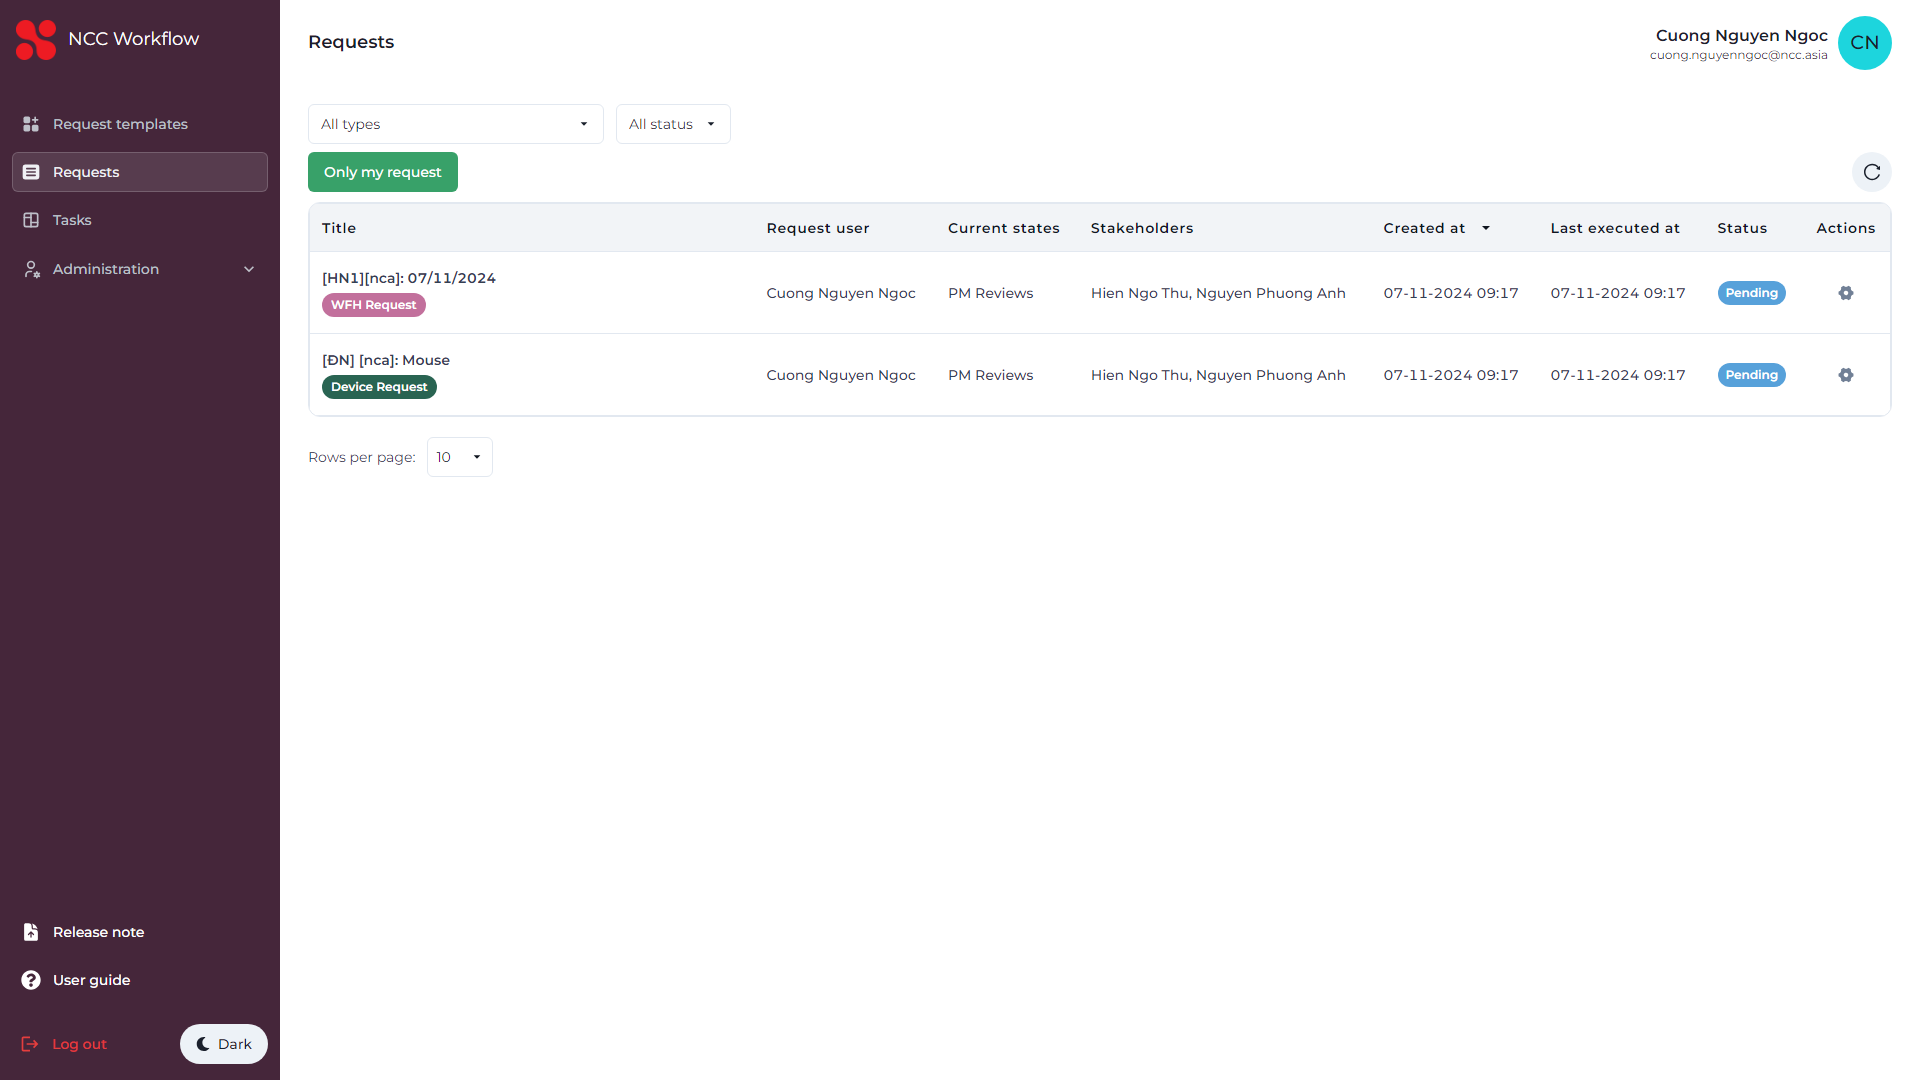 NCC Workflow
Request templates
Requests
Tasks
Administration
Release note
User guide
Log out
Dark
Requests
Cuong Nguyen Ngoc
cuong.nguyenngoc@ncc.asia
CN
All types
All status
Only my request
Title Request user Current states Stakeholders Created at Last executed at Status Actions
[HN1][nca]: 07/11/2024
WFH Request
Cuong Nguyen Ngoc PM Reviews Hien Ngo Thu, Nguyen Phuong Anh 07-11-2024 09:17 07-11-2024 09:17 Pending
[ĐN] [nca]: Mouse
Device Request
Cuong Nguyen Ngoc PM Reviews Hien Ngo Thu, Nguyen Phuong Anh 07-11-2024 09:17 07-11-2024 09:17 Pending
Rows per page: 10